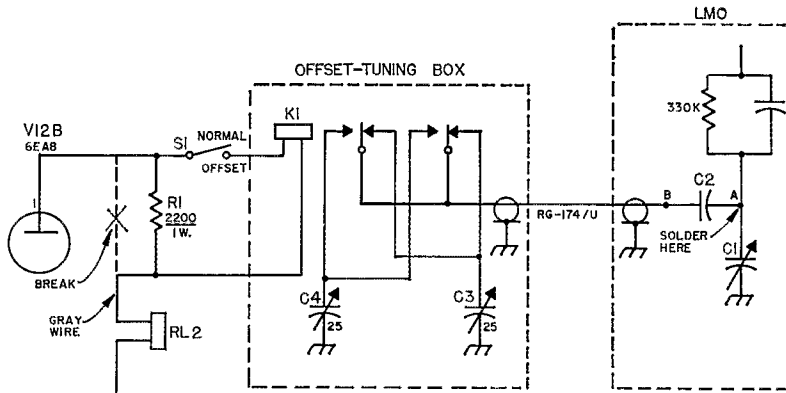 LMO
OFFSET-TUNING BOX
K1
330K
V12B
6EA8
S1
NORMAL
OFFSET
1
R1
2200
1W.
BREAK
GRAY
WIRE
RL2
C4
25
C3
25
RG-174/U
B
C2
A
SOLDER
HERE
C1